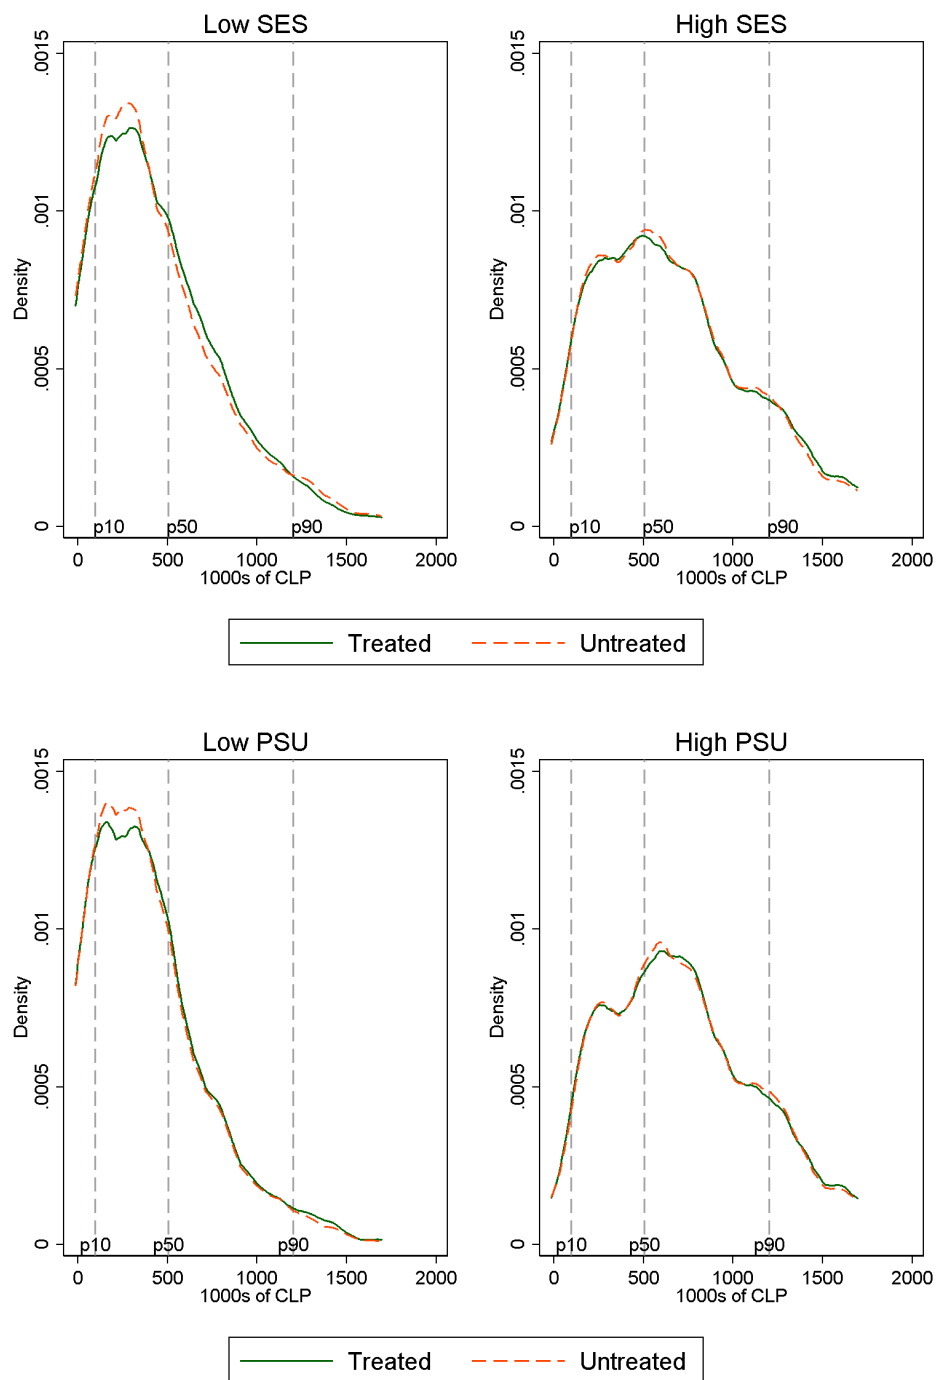 Low SES
High SES
Density
0
.0005
.001
.0015
p10
p50
p90
0
500
1000
1500
2000
1000s of CLP
Density
0
.0005
.001
.0015
p10
p50
p90
0
500
1000
1500
2000
1000s of CLP
Treated
Untreated
Low PSU
High PSU
Density
0
.0005
.001
.0015
p10
p50
p90
0
500
1000
1500
2000
1000s of CLP
Density
0
.0005
.001
.0015
p10
p50
p90
0
500
1000
1500
2000
1000s of CLP
Treated
Untreated